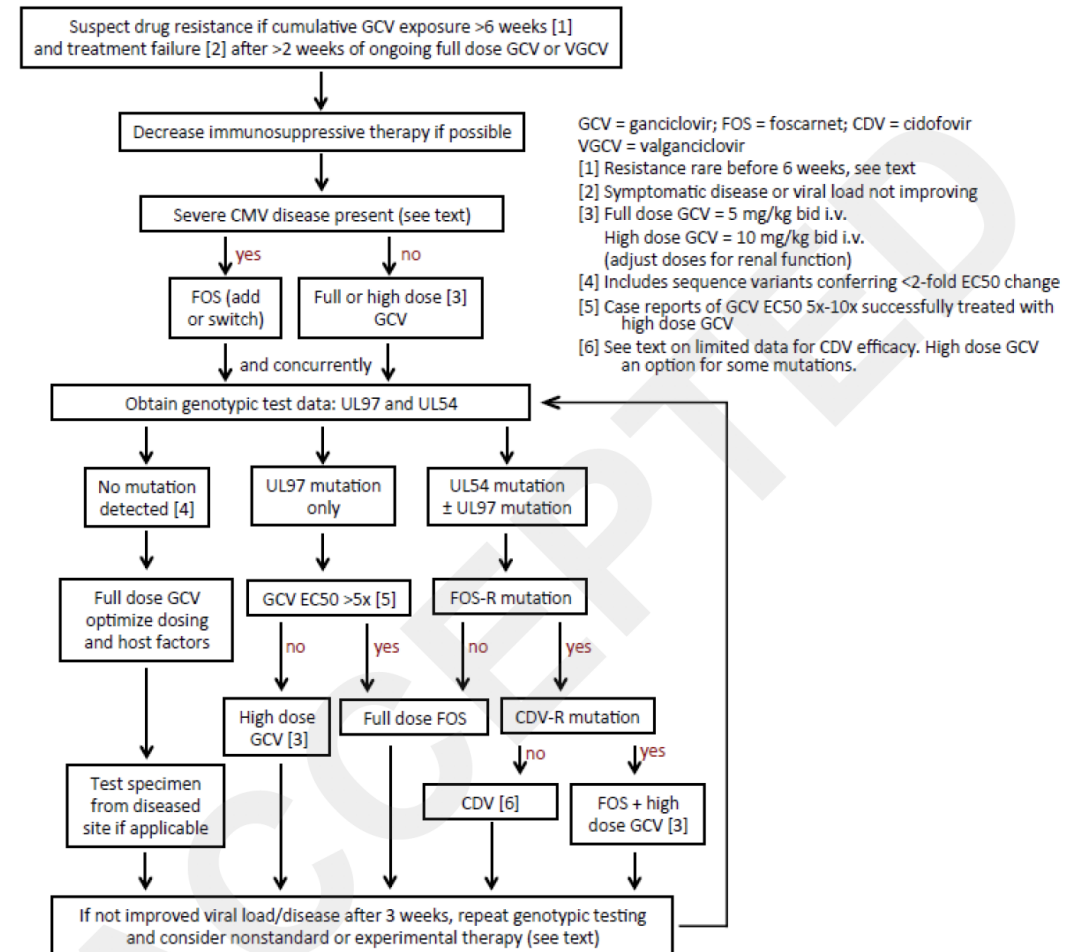 Suspect drug resistance if cumulative GCV exposure >6 weeks [1]
and treatment failure [2] after >2 weeks of ongoing full dose GCV or VGCV
Decrease immunosuppressive therapy if possible
GCV = ganciclovir; FOS = foscarnet; CDV = cidofovir
VGCV = valganciclovir
[1] Resistance rare before 6 weeks, see text
[2] Symptomatic disease or viral load not improving
[3] Full dose GCV = 5 mg/kg bid i.v.
High dose GCV = 10 mg/kg bid i.v.
(adjust doses for renal function)
[4] Includes sequence variants conferring <2-fold EC50 change
[5] Case reports of GCV EC50 5x-10x successfully treated with
high dose GCV
[6] See text on limited data for CDV efficacy. High dose GCV
an option for some mutations.
Severe CMV disease present (see text)
yes
no
FOS (add
or switch)
Full or high dose [3]
GCV
and concurrently
Obtain genotypic test data: UL97 and UL54
No mutation
detected [4]
UL97 mutation
only
UL54 mutation
± UL97 mutation
Full dose GCV
optimize dosing
and host factors
GCV EC50 >5x [5]
FOS-R mutation
no
yes
no
yes
High dose
GCV [3]
Full dose FOS
CDV-R mutation
no
yes
Test specimen
from diseased
site if applicable
CDV [6]
FOS + high
dose GCV [3]
If not improved viral load/disease after 3 weeks, repeat genotypic testing
and consider nonstandard or experimental therapy (see text)
ACCEPTED